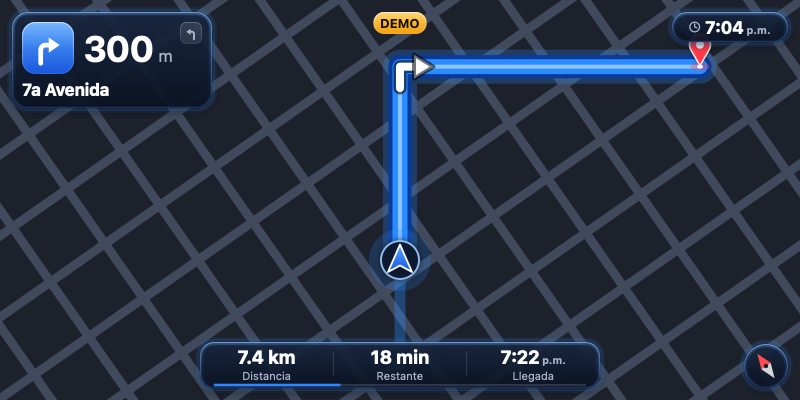 300 m
7a Avenida
DEMO
7:04 p.m.
7.4 km
Distancia
18 min
Restante
7:22 p.m.
Llegada